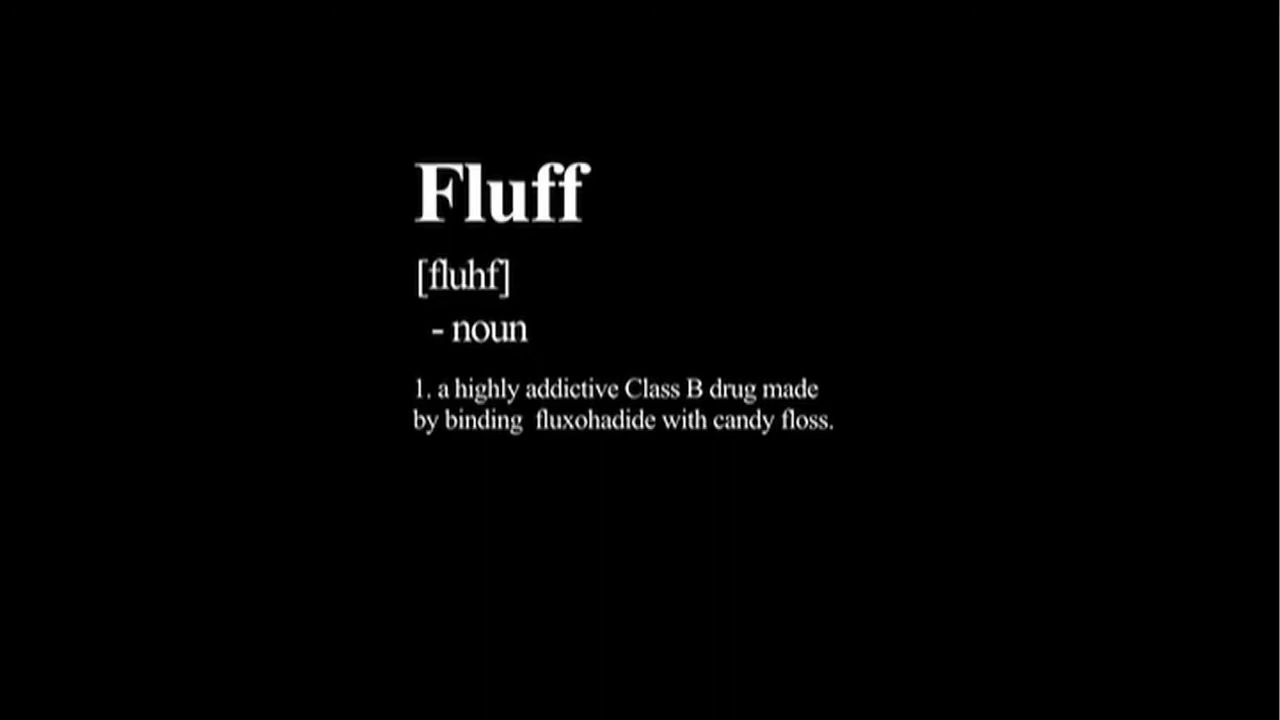 Fluff
[fluhf]
- noun
1. a highly addictive Class B drug made
by binding fluxohadide with candy floss.